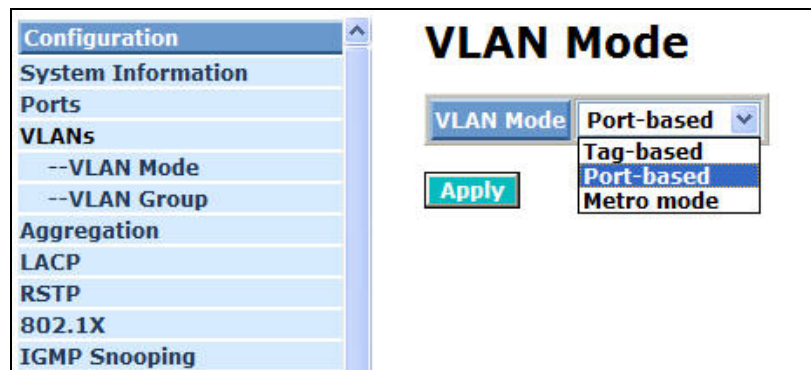 Configuration
System Information
Ports
VLANs
--VLAN Mode
--VLAN Group
Aggregation
LACP
RSTP
802.1X
IGMP Snooping
VLAN Mode
VLAN Mode Port-based
Tag-based
Port-based
Metro mode
Apply